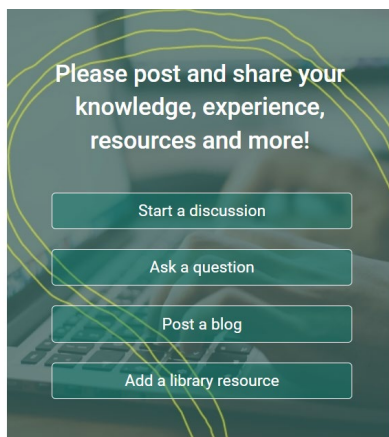 Please post and share your
knowledge, experience,
resources and more!
Start a discussion
Ask a question
Post a blog
Add a library resource